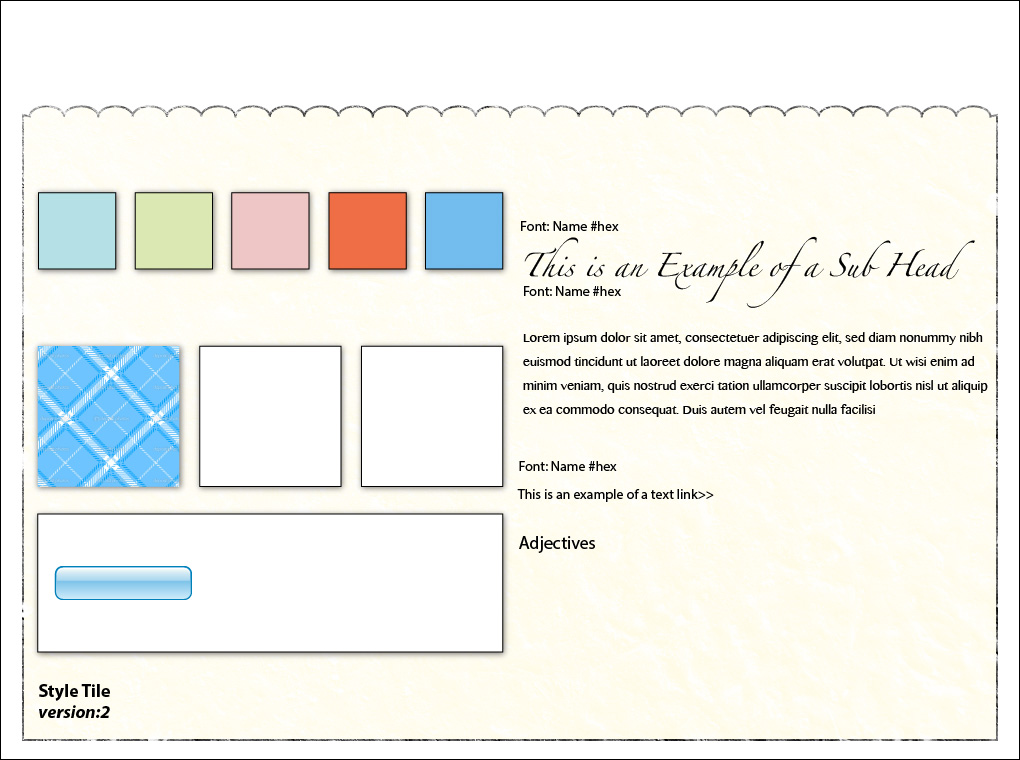 Font: Name #hex
This is an Example of a Sub Head
Font: Name #hex
Lorem ipsum dolor sit amet, consectetuer adipiscing elit, sed diam nonummy nibh
euismod tincidunt ut laoreet dolore magna aliquam erat volutpat. Ut wisi enim ad
minim veniam, quis nostrud exerci tation ullamcorper suscipit lobortis nisl ut aliquip
ex ea commodo consequat. Duis autem vel feugait nulla facilisi
Font: Name #hex
This is an example of a text link>>
Adjectives
Style Tile
version:2